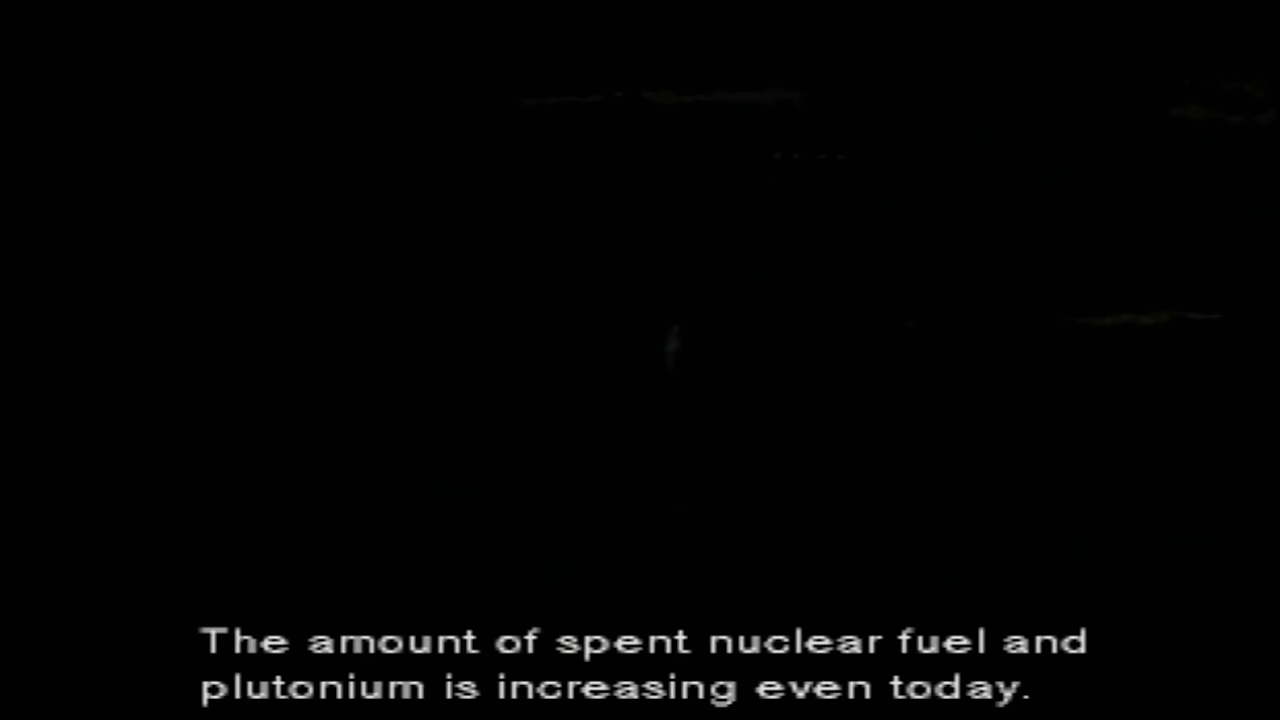 The amount of spent nuclear fuel and
plutonium is increasing even today.